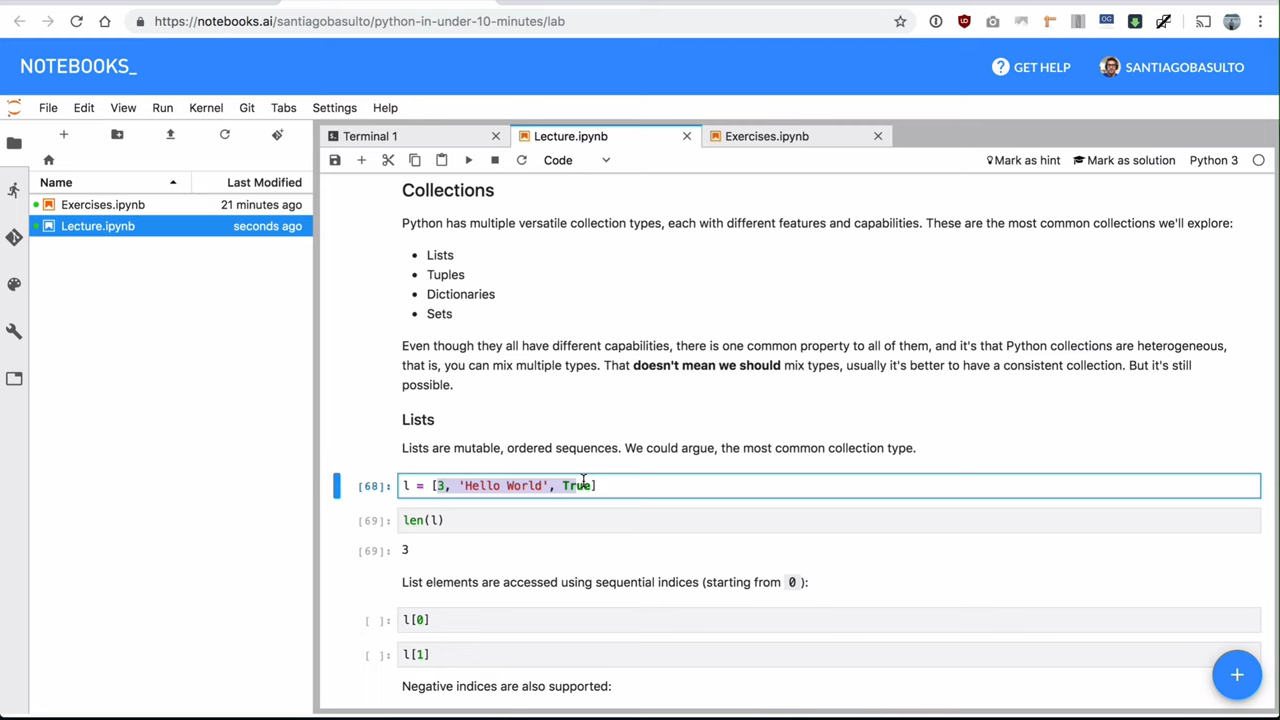 https://notebooks.ai/santiagobasulto/python-in-under-10-minutes/lab
NOTEBOOKS_
GET HELP
SANTIAGOBASULTO
File Edit View Run Kernel Git Tabs Settings Help
Terminal 1
Lecture.ipynb
Exercises.ipynb
Code
Mark as hint
Mark as solution
Python 3
Name Last Modified
Exercises.ipynb 21 minutes ago
Lecture.ipynb seconds ago
Collections
Python has multiple versatile collection types, each with different features and capabilities. These are the most common collections we'll explore:
• Lists
• Tuples
• Dictionaries
• Sets
Even though they all have different capabilities, there is one common property to all of them, and it's that Python collections are heterogeneous,
that is, you can mix multiple types. That doesn't mean we should mix types, usually it's better to have a consistent collection. But it's still
possible.
Lists
Lists are mutable, ordered sequences. We could argue, the most common collection type.
[68]: l = [3, 'Hello World', True]
[69]: len(l)
[69]: 3
List elements are accessed using sequential indices (starting from 0 ):
[ ]: l[0]
[ ]: l[1]
Negative indices are also supported: